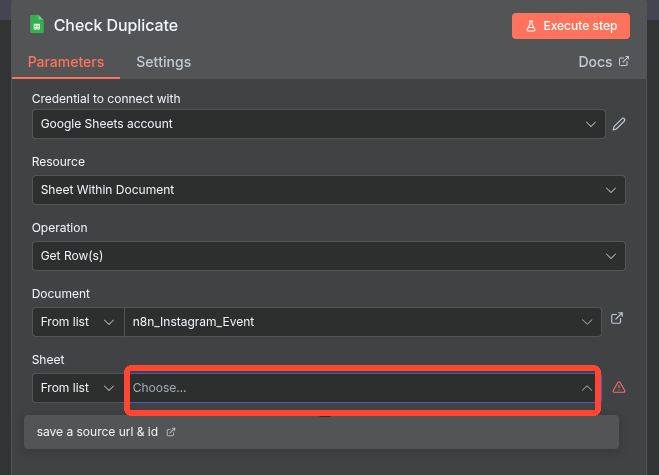 Check Duplicate
Execute step
Parameters
Settings
Docs
Credential to connect with
Google Sheets account
Resource
Sheet Within Document
Operation
Get Row(s)
Document
From list
n8n_Instagram_Event
Sheet
From list
Choose...
save a source url & id